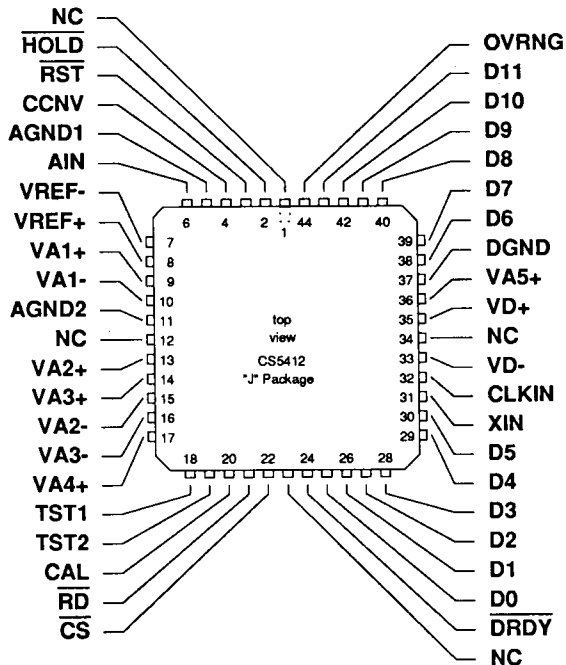 NC
HOLD
RST
CCNV
AGND1
AIN
VREF-
VREF+
VA1+
VA1-
AGND2
NC
VA2+
VA3+
VA2-
VA3-
VA4+
TST1
TST2
CAL
RD
CS
OVRNG
D11
D10
D9
D8
D7
D6
DGND
VA5+
VD+
NC
VD-
CLKIN
XIN
D5
D4
D3
D2
D1
D0
DRDY
NC
6 4 2 1 44 42 40
7
8
9
10
11
12
13
14
15
16
17
39
38
37
36
35
34
33
32
31
30
29
18 20 22 24 26 28
top
view
CS5412
"J" Package